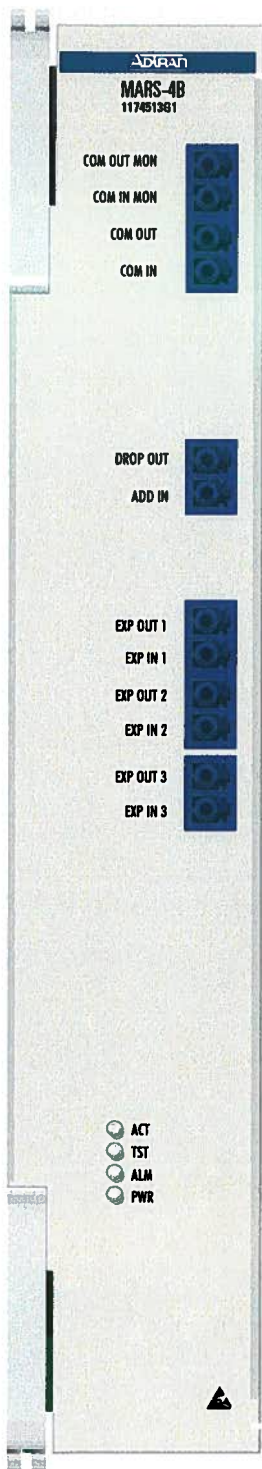 ADTRAN
MARS-4B
1174513G1
COM OUT MON
COM IN MON
COM OUT
COM IN
DROP OUT
ADD IN
EXP OUT 1
EXP IN 1
EXP OUT 2
EXP IN 2
EXP OUT 3
EXP IN 3
ACT
TST
ALM
PWR